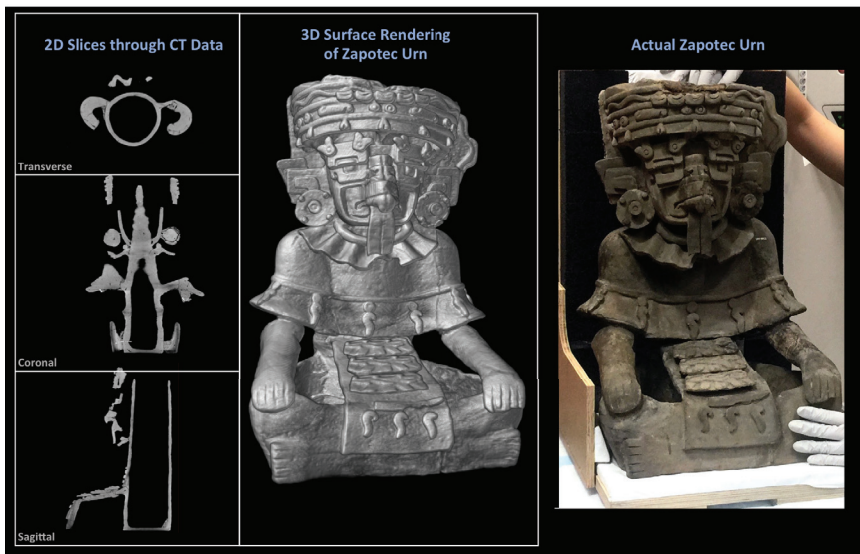 2D Slices through CT Data
Transverse
Coronal
Sagittal
3D Surface Rendering
of Zapotec Urn
Actual Zapotec Urn